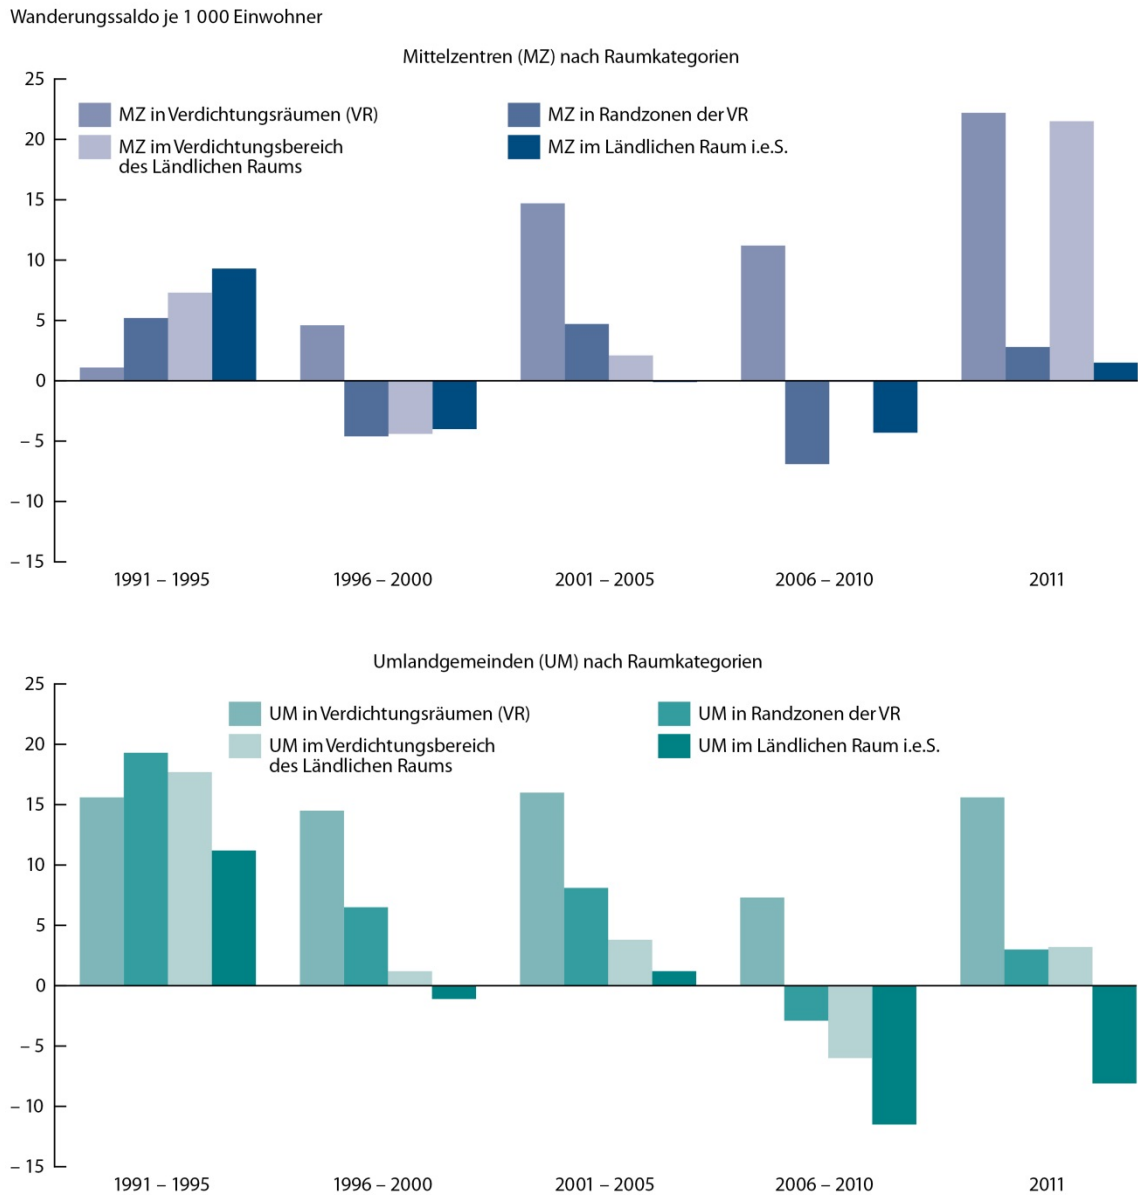 Wanderungssaldo je 1 000 Einwohner
Mittelzentren (MZ) nach Raumkategorien
MZ in Verdichtungsräumen (VR)
MZ in Randzonen der VR
MZ im Verdichtungsbereich
des Ländlichen Raums
MZ im Ländlichen Raum i.e.S.
25
20
15
10
5
0
– 5
– 10
– 15
1991 – 1995
1996 – 2000
2001 – 2005
2006 – 2010
2011
Umlandgemeinden (UM) nach Raumkategorien
UM in Verdichtungsräumen (VR)
UM in Randzonen der VR
UM im Verdichtungsbereich
des Ländlichen Raums
UM im Ländlichen Raum i.e.S.
25
20
15
10
5
0
– 5
– 10
– 15
1991 – 1995
1996 – 2000
2001 – 2005
2006 – 2010
2011